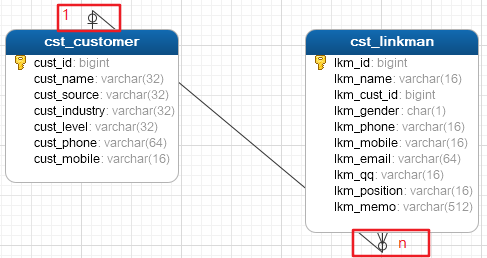 1
cst_customer
cust_id: bigint
cust_name: varchar(32)
cust_source: varchar(32)
cust_industry: varchar(32)
cust_level: varchar(32)
cust_phone: varchar(64)
cust_mobile: varchar(16)
cst_linkman
lkm_id: bigint
lkm_name: varchar(16)
lkm_cust_id: bigint
lkm_gender: char(1)
lkm_phone: varchar(16)
lkm_mobile: varchar(16)
lkm_email: varchar(64)
lkm_qq: varchar(16)
lkm_position: varchar(16)
lkm_memo: varchar(512)
n